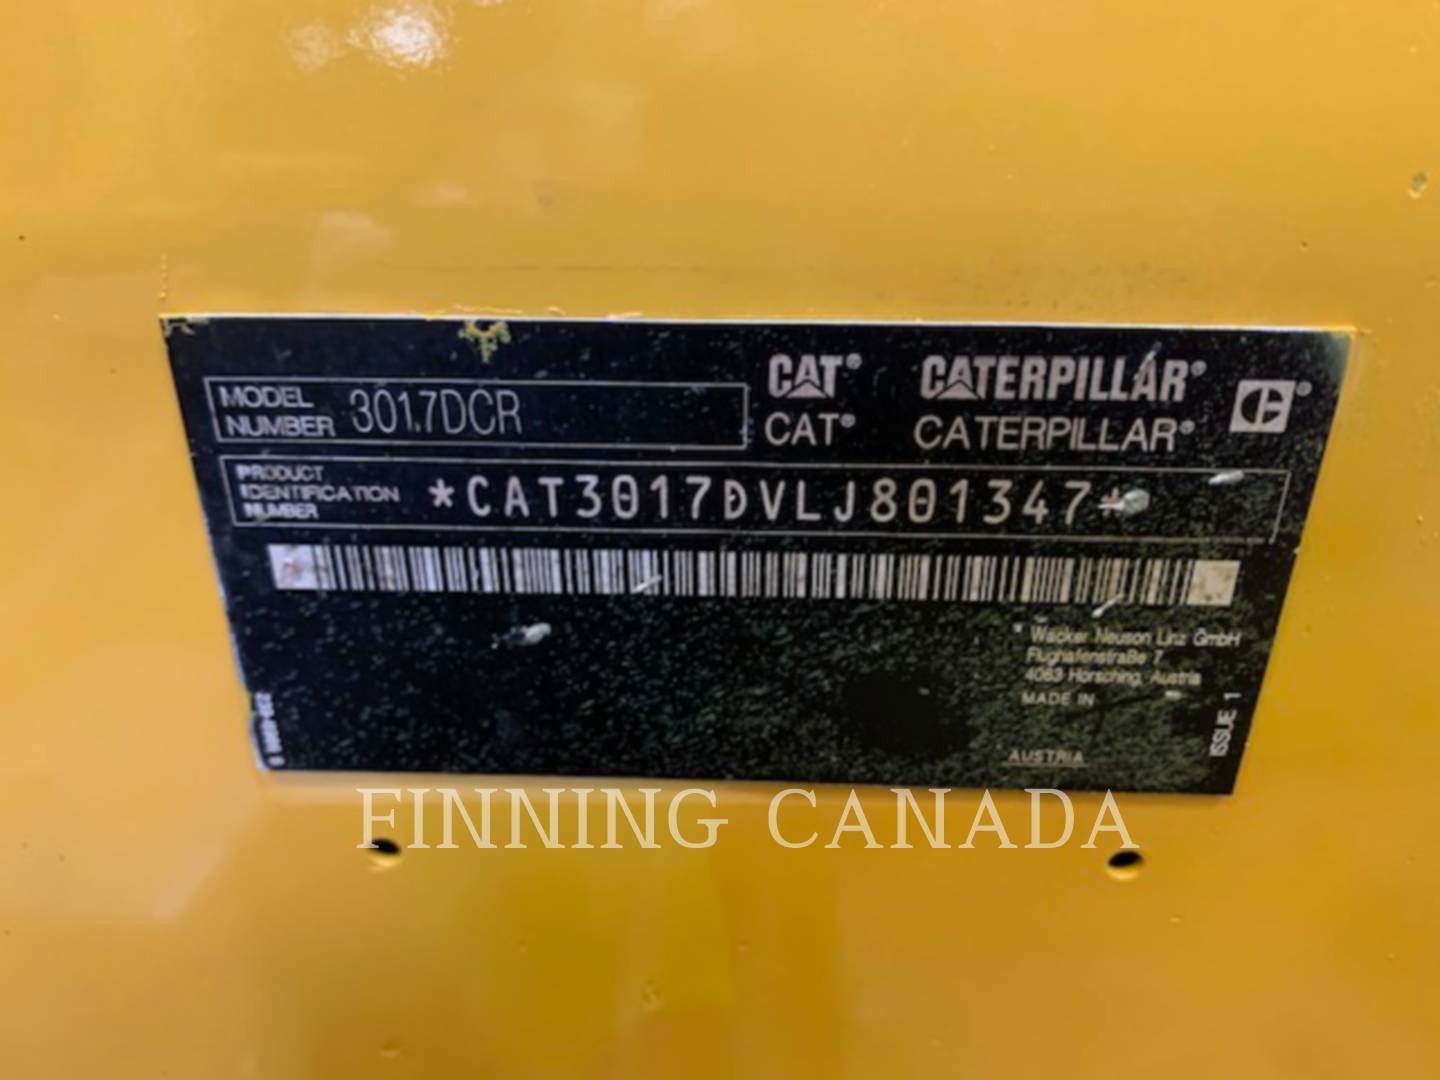 MODEL NUMBER 301.7DCR
CAT® CATERPILLAR®
CAT® CATERPILLAR®
PRODUCT IDENTIFICATION NUMBER *CAT3017DVLJ801347*
* Wacker Neuson Linz GmbH
Flughafenstraße 7
4063 Hörsching, Austria
MADE IN
AUSTRIA
ISSUE 1
FINNING CANADA